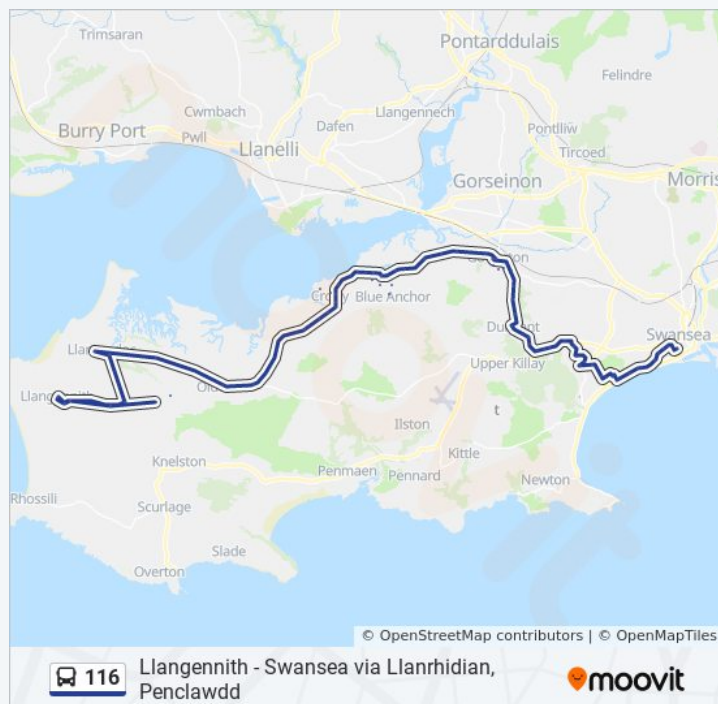 Trimsaran
Pontarddulais
Felindre
Cwmbach
Llangennech
Burry Port
Pwll
Dafen
Pontlliw
Llanelli
Tircoed
Gorseinon
Morris
Blue Anchor
Swansea
Upper Killay
Ilston
t
Knelston
Kittle
Penmaen
Pennard
Newton
Rhossili
Scurlage
Slade
Overton
© OpenStreetMap contributors | © OpenMapTiles
116
Llangennith - Swansea via Llanrhidian,
Penclawdd
moovit